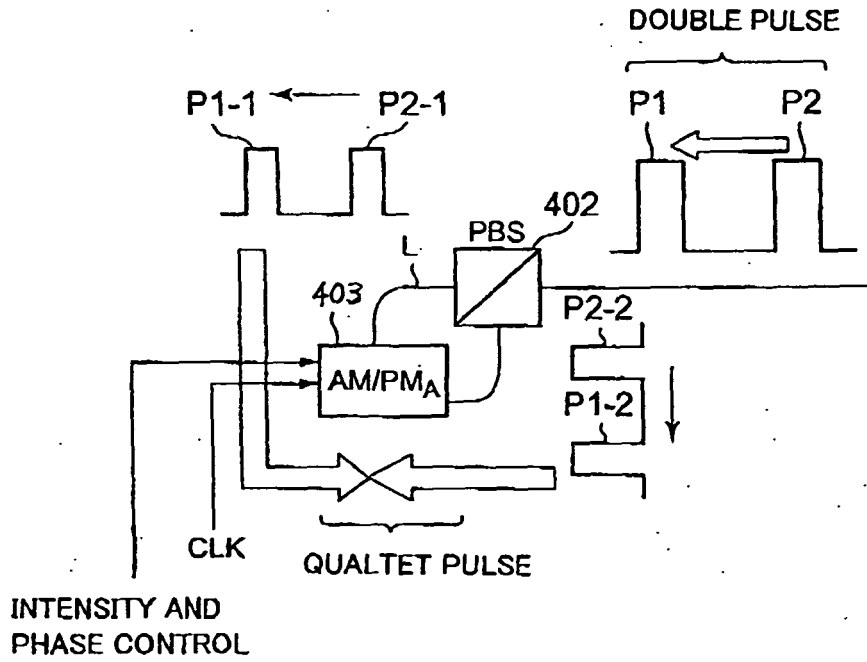 DOUBLE PULSE
P1-1
P2-1
P1
P2
402
PBS
L
403
AM/PMA
P2-2
P1-2
CLK
QUALTET PULSE
INTENSITY AND
PHASE CONTROL